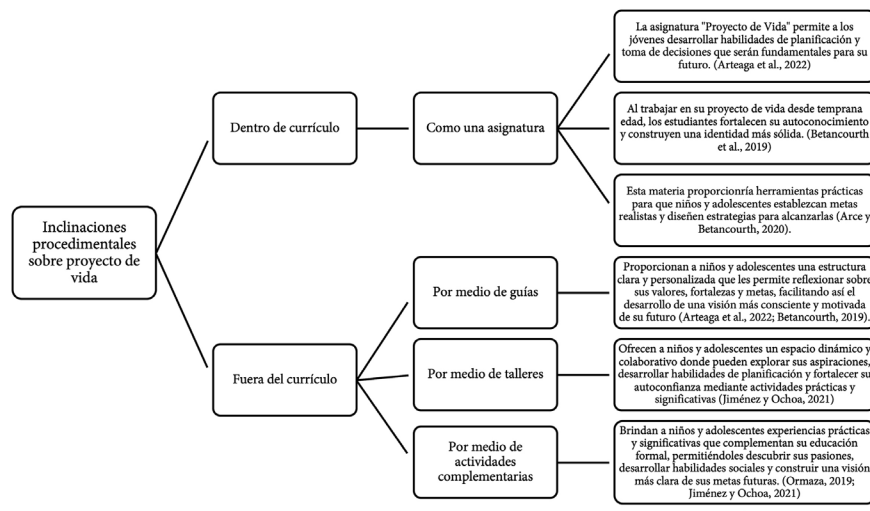 Inclinaciones
procedimentales
sobre proyecto de
vida
Dentro de currículo
Como una asignatura
La asignatura "Proyecto de Vida" permite a los
jóvenes desarrollar habilidades de planificación y
toma de decisiones que serán fundamentales para su
futuro. (Arteaga et al., 2022)
Al trabajar en su proyecto de vida desde temprana
edad, los estudiantes fortalecen su autoconocimiento
y construyen una identidad más sólida. (Betancourth
et al., 2019)
Esta materia proporcionría herramientas prácticas
para que niños y adolescentes establezcan metas
realistas y diseñen estrategias para alcanzarlas (Arce y
Betancourth, 2020).
Fuera del currículo
Por medio de guías
Proporcionan a niños y adolescentes una estructura
clara y personalizada que les permite reflexionar sobre
sus valores, fortalezas y metas, facilitando así el
desarrollo de una visión más consciente y motivada
de su futuro (Arteaga et al., 2022; Betancourth, 2019).
Por medio de talleres
Ofrecen a niños y adolescentes un espacio dinámico y
colaborativo donde pueden explorar sus aspiraciones,
desarrollar habilidades de planificación y fortalecer su
autoconfianza mediante actividades prácticas y
significativas (Jiménez y Ochoa, 2021)
Por medio de
actividades
complementarias
Brindan a niños y adolescentes experiencias prácticas
y significativas que complementan su educación
formal, permitiéndoles descubrir sus pasiones,
desarrollar habilidades sociales y construir una visión
más clara de sus metas futuras. (Ormaza, 2019;
Jiménez y Ochoa, 2021)